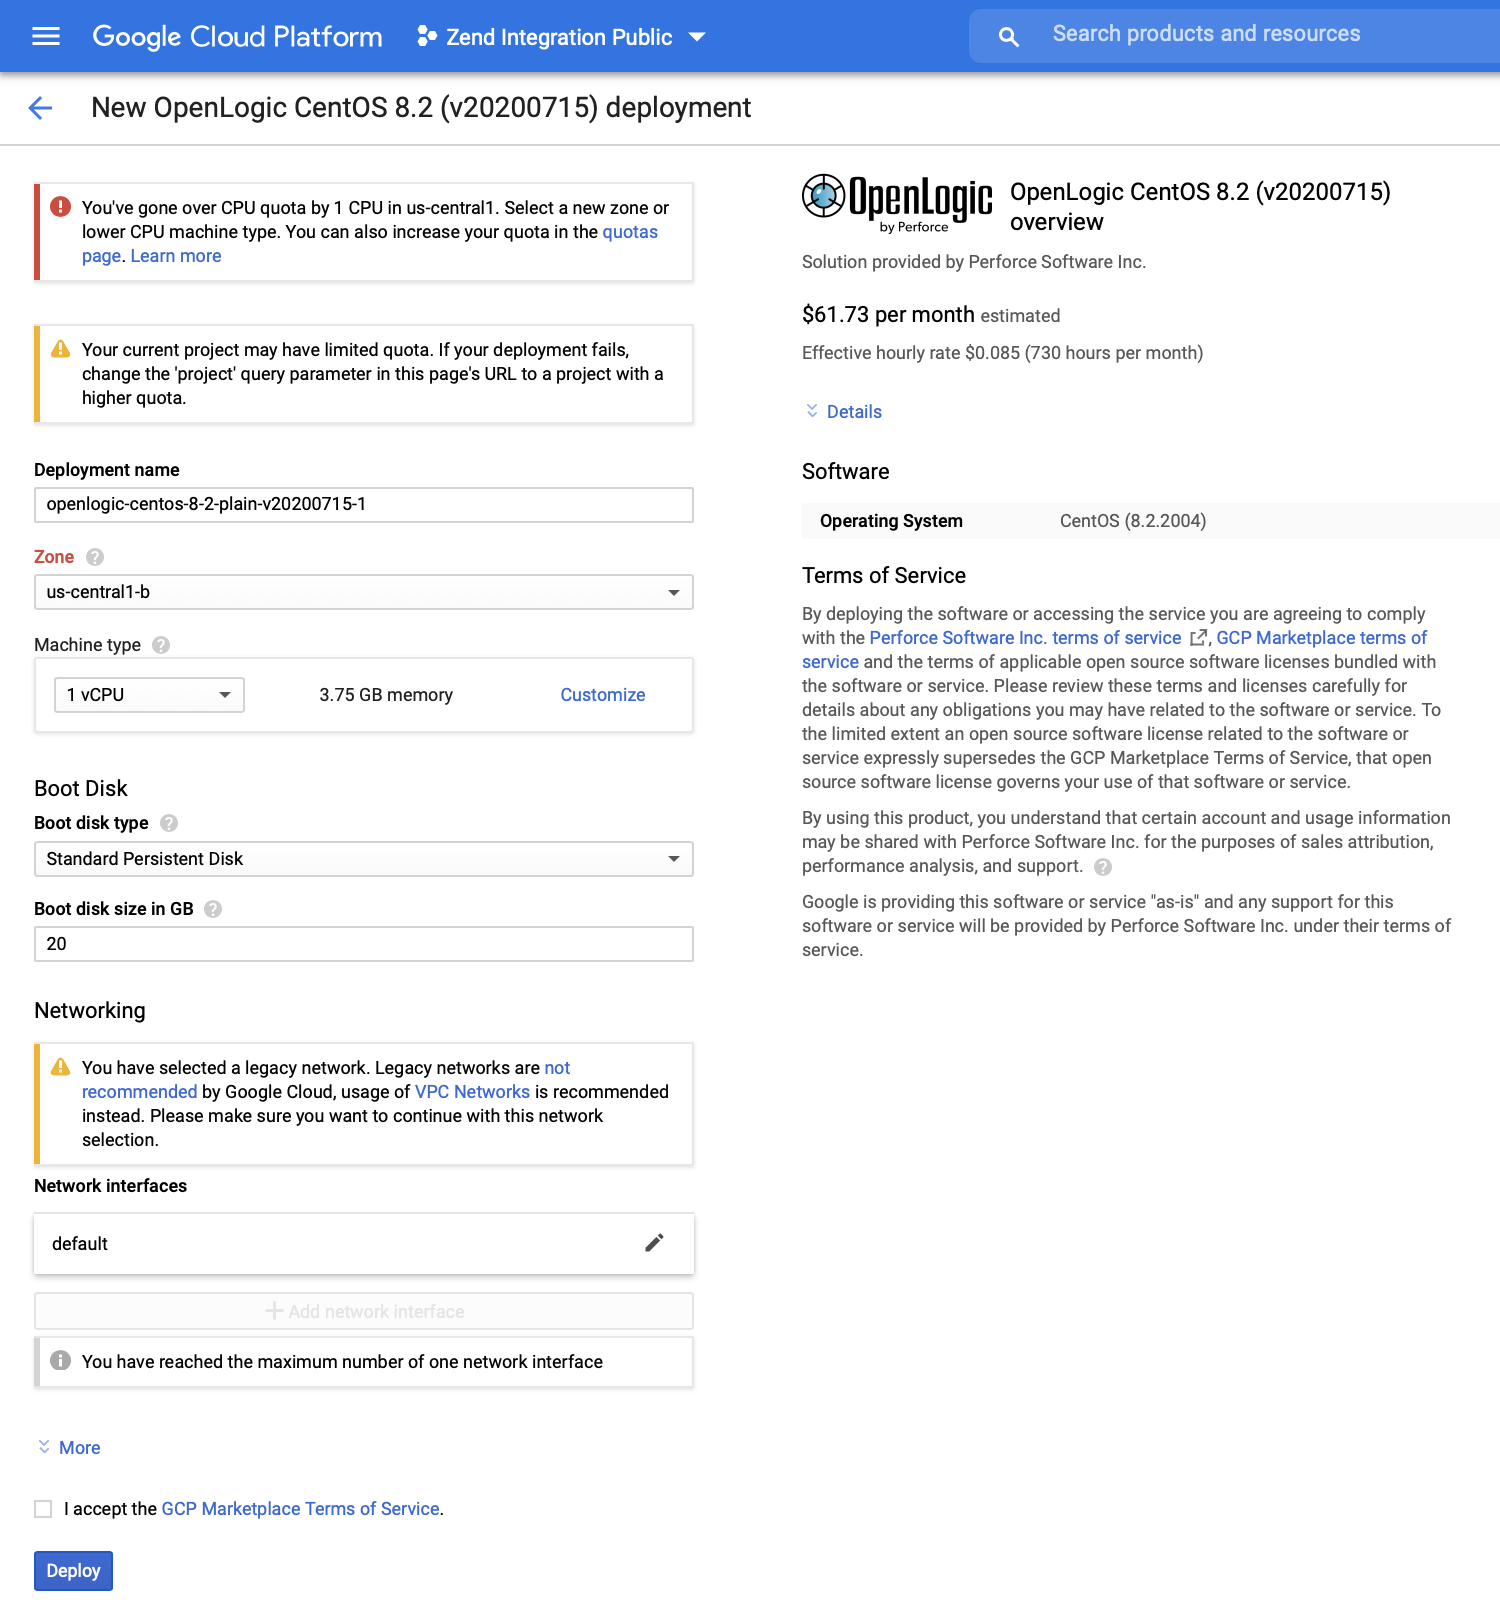 Google Cloud Platform
Zend Integration Public
Search products and resources
New OpenLogic CentOS 8.2 (v20200715) deployment
You've gone over CPU quota by 1 CPU in us-central1. Select a new zone or
lower CPU machine type. You can also increase your quota in the quotas
page. Learn more
Your current project may have limited quota. If your deployment fails,
change the 'project' query parameter in this page's URL to a project with a
higher quota.
Deployment name
openlogic-centos-8-2-plain-v20200715-1
Zone
us-central1-b
Machine type
1 vCPU
3.75 GB memory
Customize
Boot Disk
Boot disk type
Standard Persistent Disk
Boot disk size in GB
20
Networking
You have selected a legacy network. Legacy networks are not
recommended by Google Cloud, usage of VPC Networks is recommended
instead. Please make sure you want to continue with this network
selection.
Network interfaces
default
Add network interface
You have reached the maximum number of one network interface
More
I accept the GCP Marketplace Terms of Service.
Deploy
OpenLogic
by Perforce
OpenLogic CentOS 8.2 (v20200715)
overview
Solution provided by Perforce Software Inc.
$61.73 per month estimated
Effective hourly rate $0.085 (730 hours per month)
Details
Software
Operating System
CentOS (8.2.2004)
Terms of Service
By deploying the software or accessing the service you are agreeing to comply
with the Perforce Software Inc. terms of service , GCP Marketplace terms of
service and the terms of applicable open source software licenses bundled with
the software or service. Please review these terms and licenses carefully for
details about any obligations you may have related to the software or service. To
the limited extent an open source software license related to the software or
service expressly supersedes the GCP Marketplace Terms of Service, that open
source software license governs your use of that software or service.
By using this product, you understand that certain account and usage information
may be shared with Perforce Software Inc. for the purposes of sales attribution,
performance analysis, and support.
Google is providing this software or service "as-is" and any support for this
software or service will be provided by Perforce Software Inc. under their terms of
service.